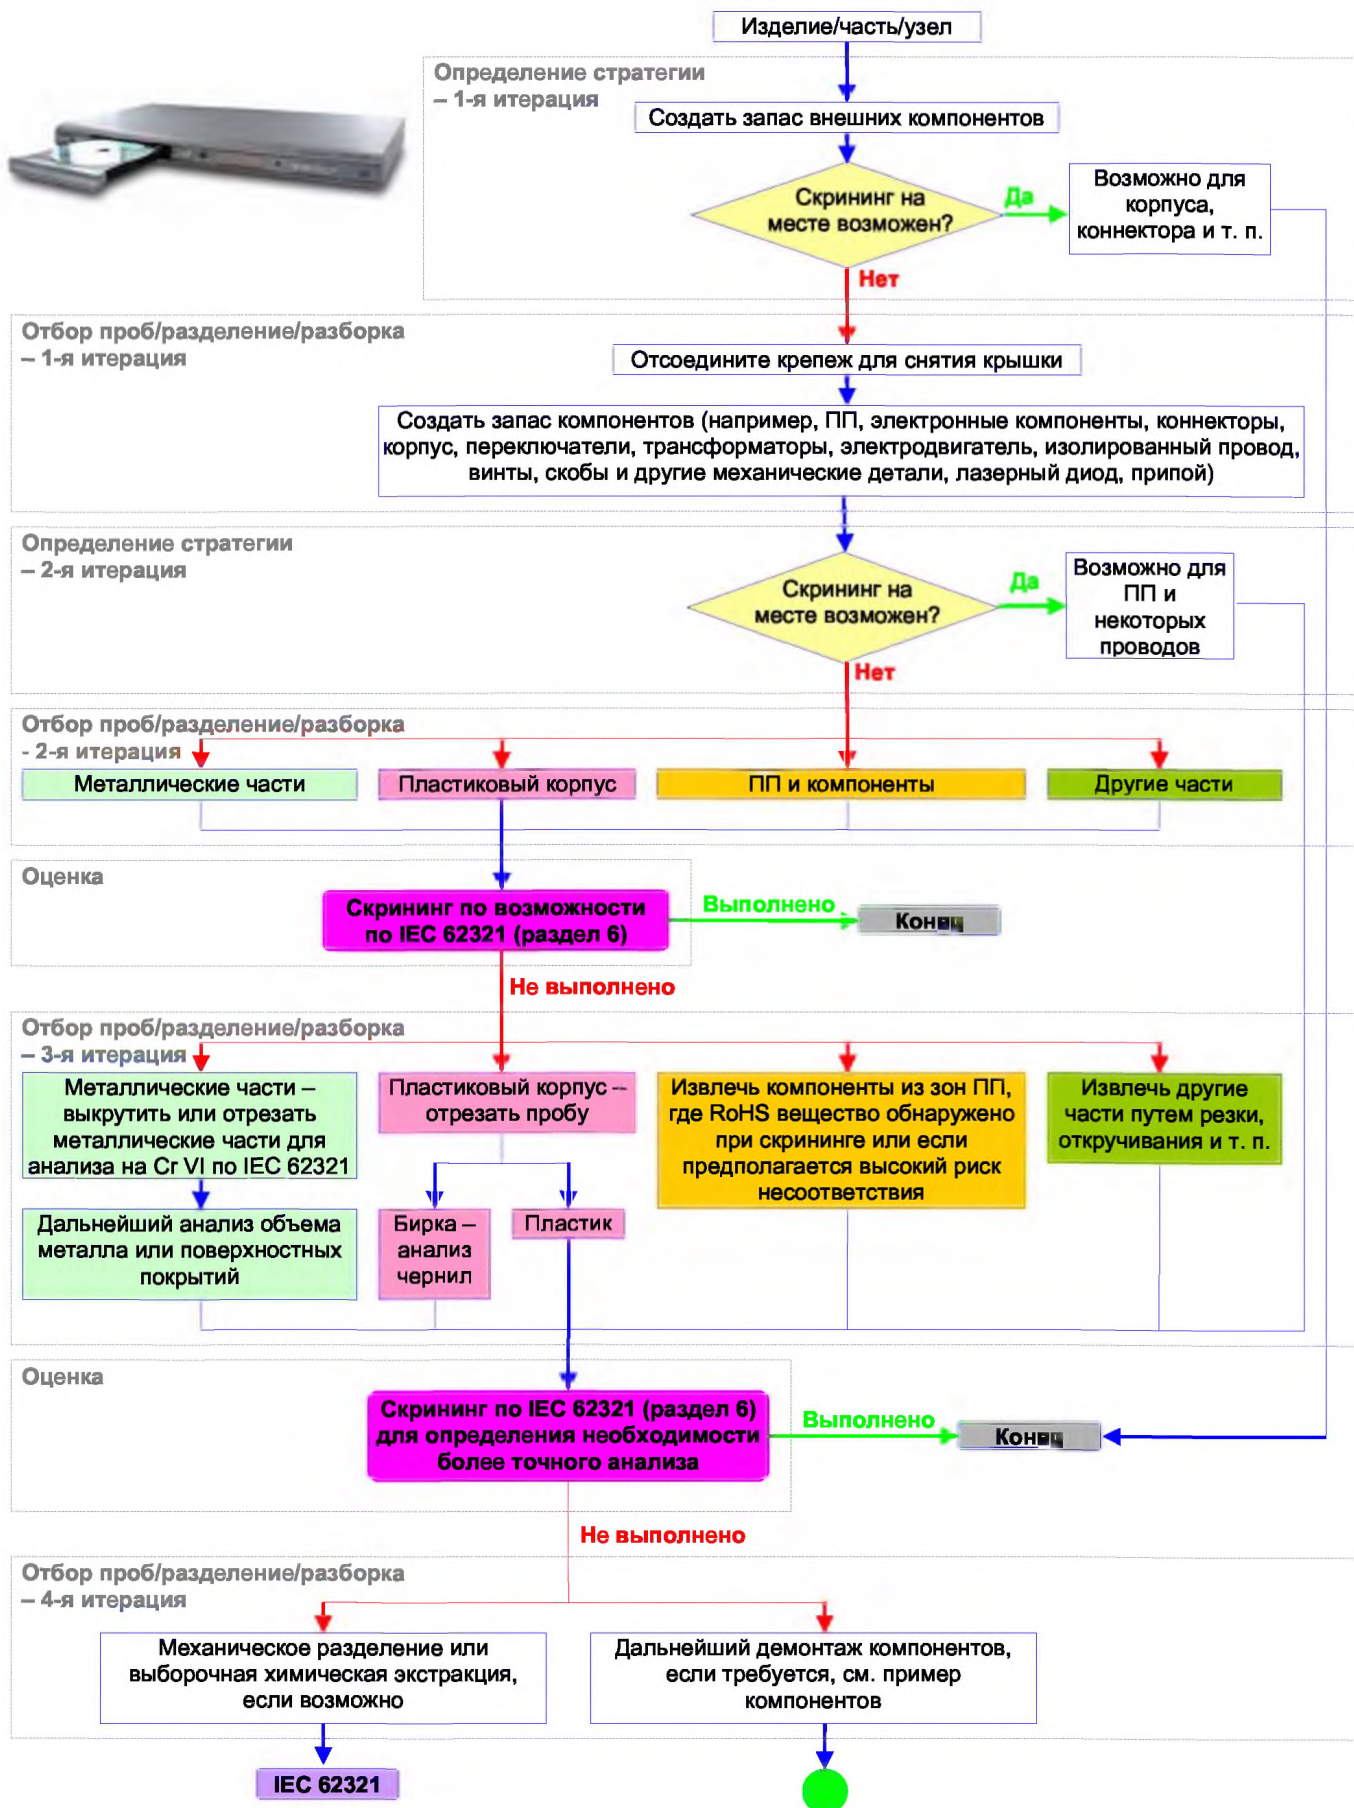 Изделие/часть/узел
Определение стратегии
– 1-я итерация
Создать запас внешних компонентов
Скрининг на
месте возможен?
Да
Возможно для
корпуса,
коннектора и т. п.
Нет
Отбор проб/разделение/разборка
– 1-я итерация
Отсоедините крепеж для снятия крышки
Создать запас компонентов (например, ПП, электронные компоненты, коннекторы,
корпус, переключатели, трансформаторы, электродвигатель, изолированный провод,
винты, скобы и другие механические детали, лазерный диод, припой)
Определение стратегии
– 2-я итерация
Скрининг на
месте возможен?
Да
Возможно для
ПП и
некоторых
проводов
Нет
Отбор проб/разделение/разборка
- 2-я итерация
Металлические части
Пластиковый корпус
ПП и компоненты
Другие части
Оценка
Скрининг по возможности
по IEC 62321 (раздел 6)
Выполнено
Конец
Не выполнено
Отбор проб/разделение/разборка
– 3-я итерация
Металлические части –
выкрутить или отрезать
металлические части для
анализа на Cr VI по IEC 62321
Пластиковый корпус –
отрезать пробу
Извлечь компоненты из зон ПП,
где RoHS вещество обнаружено
при скрининге или если
предполагается высокий риск
несоответствия
Извлечь другие
части путем резки,
откручивания и т. п.
Дальнейший анализ объема
металла или поверхностных
покрытий
Бирка –
анализ
чернил
Пластик
Оценка
Скрининг по IEC 62321 (раздел 6)
для определения необходимости
более точного анализа
Выполнено
Конец
Не выполнено
Отбор проб/разделение/разборка
– 4-я итерация
Механическое разделение или
выборочная химическая экстракция,
если возможно
Дальнейший демонтаж компонентов,
если требуется, см. пример
компонентов
IEC 62321